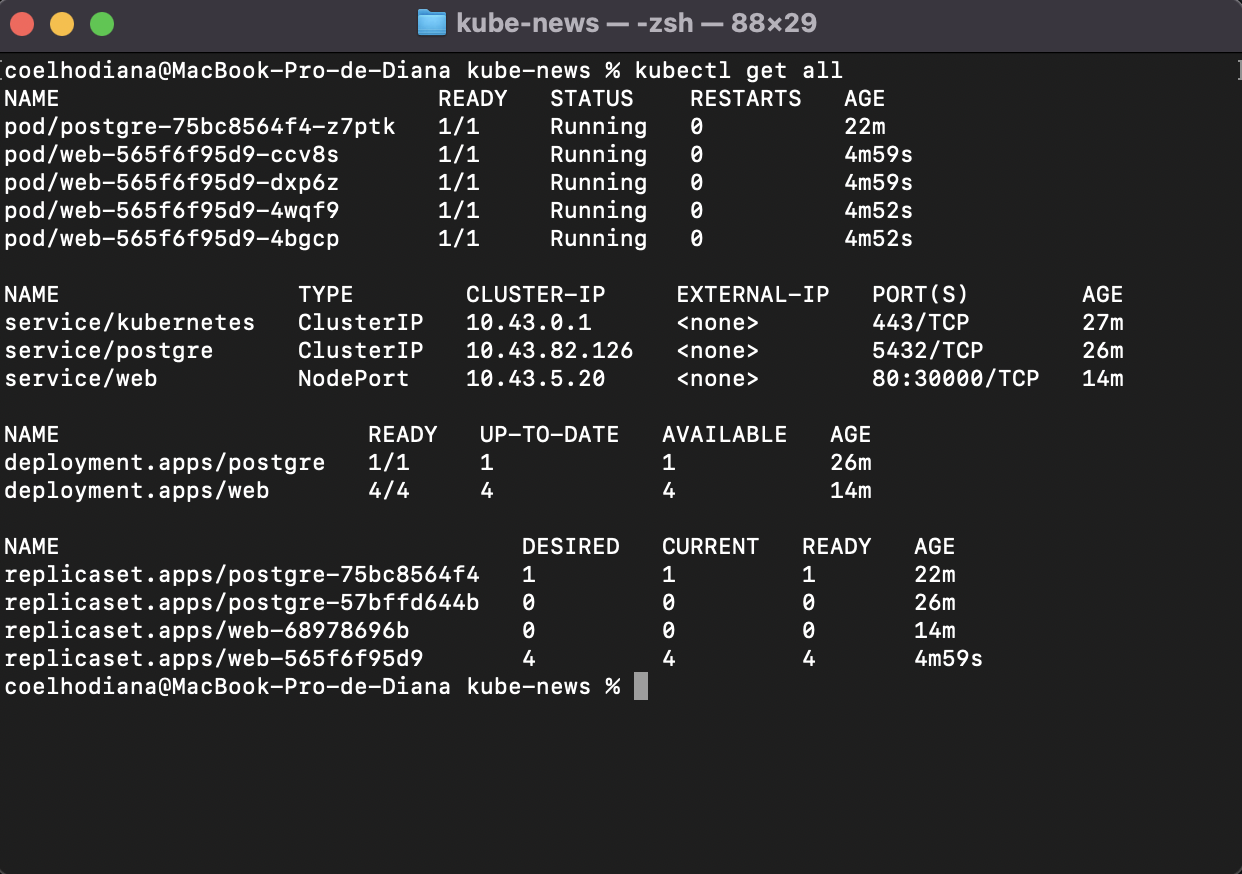 kube-news — -zsh — 88×29
coelhodiana@MacBook-Pro-de-Diana kube-news % kubectl get all
NAME                           READY   STATUS    RESTARTS   AGE
pod/postgre-75bc8564f4-z7ptk   1/1     Running   0          22m
pod/web-565f6f95d9-ccv8s       1/1     Running   0          4m59s
pod/web-565f6f95d9-dxp6z       1/1     Running   0          4m59s
pod/web-565f6f95d9-4wqf9       1/1     Running   0          4m52s
pod/web-565f6f95d9-4bgcp       1/1     Running   0          4m52s

NAME                 TYPE        CLUSTER-IP     EXTERNAL-IP   PORT(S)        AGE
service/kubernetes   ClusterIP   10.43.0.1      <none>        443/TCP        27m
service/postgre      ClusterIP   10.43.82.126   <none>        5432/TCP       26m
service/web          NodePort    10.43.5.20     <none>        80:30000/TCP   14m

NAME                      READY   UP-TO-DATE   AVAILABLE   AGE
deployment.apps/postgre   1/1     1            1           26m
deployment.apps/web       4/4     4            4           14m

NAME                                 DESIRED   CURRENT   READY   AGE
replicaset.apps/postgre-75bc8564f4   1         1         1       22m
replicaset.apps/postgre-57bffd644b   0         0         0       26m
replicaset.apps/web-68978696b        0         0         0       14m
replicaset.apps/web-565f6f95d9       4         4         4       4m59s
coelhodiana@MacBook-Pro-de-Diana kube-news %